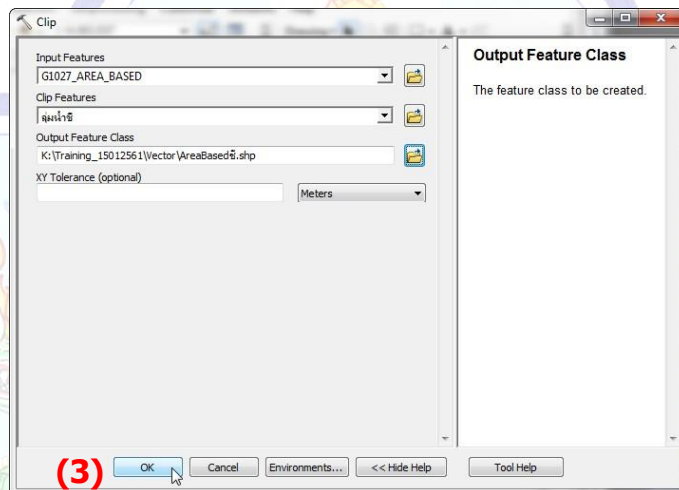 Clip
Input Features
G1027_AREA_BASED
Clip Features
ลุ่มน้ำชี
Output Feature Class
K:\Training_15012561\Vector\AreaBasedชี.shp
XY Tolerance (optional)
Meters
Output Feature Class
The feature class to be created.
(3)
OK
Cancel
Environments...
<< Hide Help
Tool Help